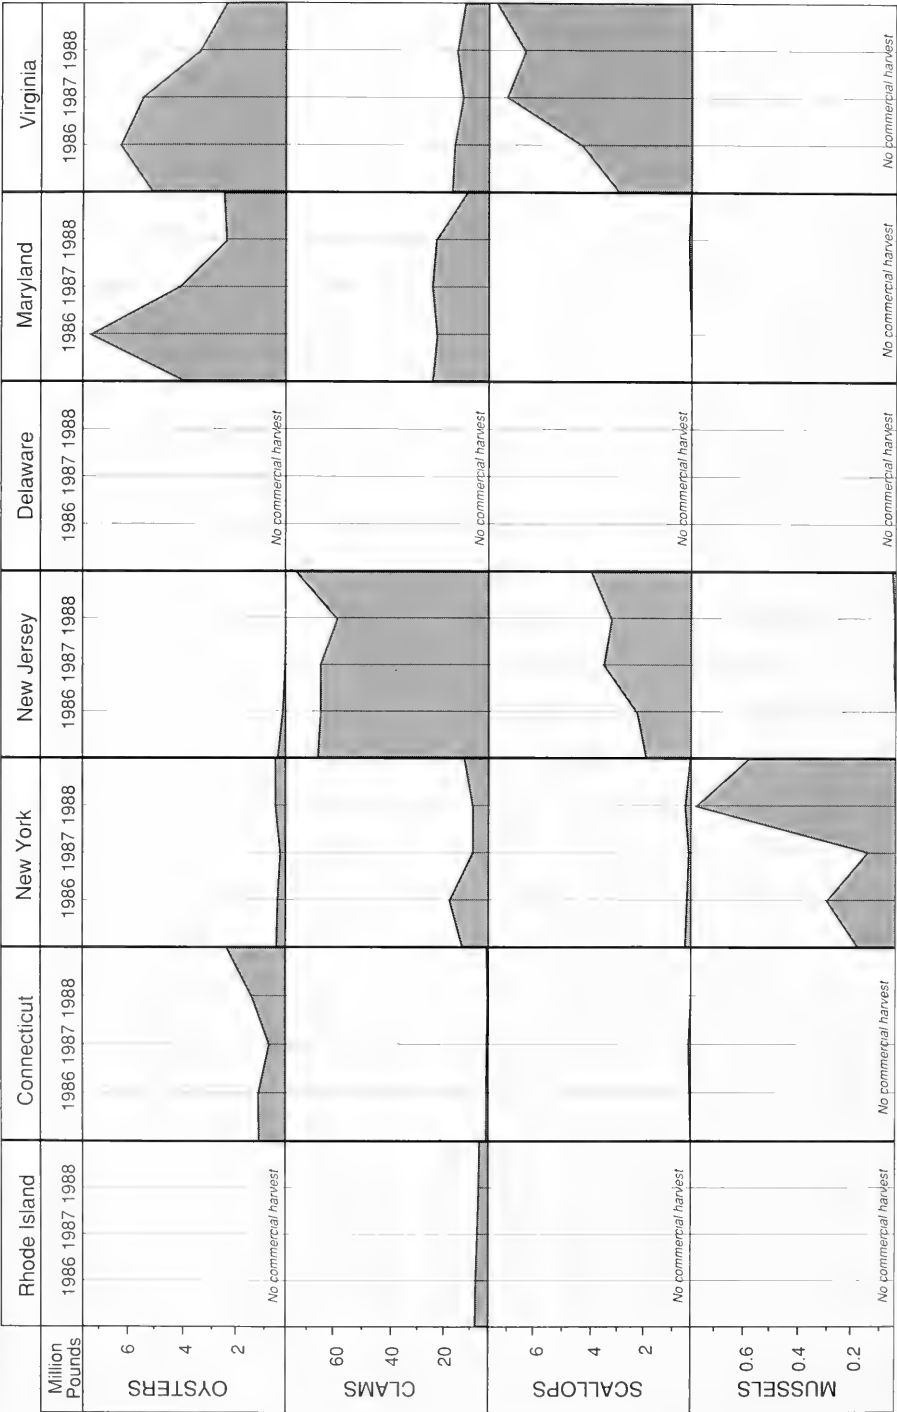 Million
Pounds
Rhode Island
Connecticut
New York
New Jersey
Delaware
Maryland
Virginia
1986 1987 1988
1986 1987 1988
1986 1987 1988
1986 1987 1988
1986 1987 1988
1986 1987 1988
1986 1987 1988
OYSTERS
6
4
2
No commercial harvest
No commercial harvest
CLAMS
60
20
No commercial harvest
SCALLOPS
6
4
2
No commercial harvest
No commercial harvest
MUSSELS
0.6
0.4
0.2
No commercial harvest
No commercial harvest
No commercial harvest
No commercial harvest
No commercial harvest